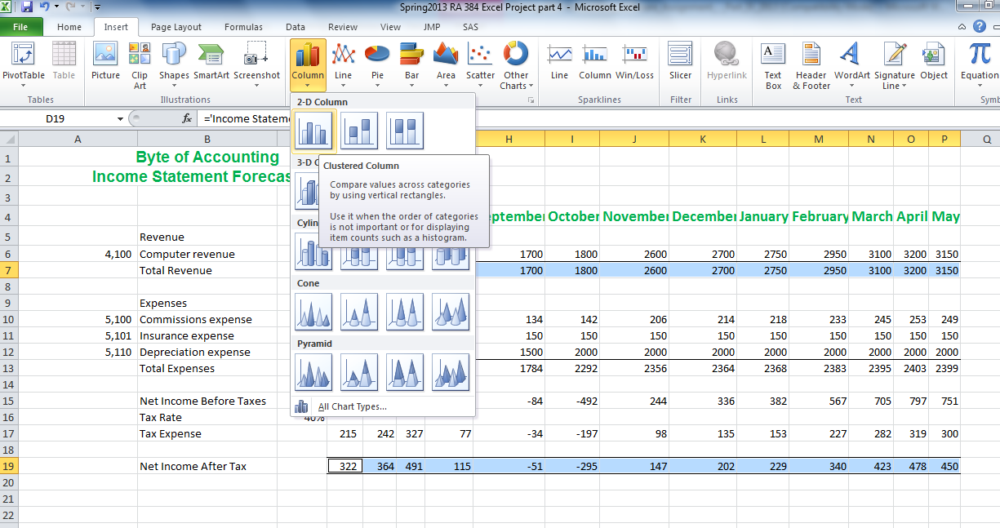 Spring2013 RA 384 Excel Project part 4 - Microsoft Excel
File Home Insert Page Layout Formulas Data Review View JMP SAS
PivotTable Table Picture Clip Art Shapes SmartArt Screenshot Column Line Pie Bar Area Scatter Other Charts Line Column Win/Loss Slicer Hyperlink Text Box Header & Footer WordArt Signature Line Object Equation
Tables Illustrations Sparklines Filter Links Text Symb
D19 fx ='Income Stateme
2-D Column
Clustered Column
Compare values across categories
by using vertical rectangles.
Use it when the order of categories
is not important or for displaying
item counts such as a histogram.
3-D C
Cylin
Cone
Pyramid
All Chart Types...
A B H I J K L M N O P Q
1 Byte of Accounting
2 Income Statement Forecas
3
4 eptember October November December January February March April May
5 Revenue
6 4,100 Computer revenue 1700 1800 2600 2700 2750 2950 3100 3200 3150
7 Total Revenue 1700 1800 2600 2700 2750 2950 3100 3200 3150
8
9 Expenses
10 5,100 Commissions expense 134 142 206 214 218 233 245 253 249
11 5,101 Insurance expense 150 150 150 150 150 150 150 150 150
12 5,110 Depreciation expense 1500 2000 2000 2000 2000 2000 2000 2000 2000
13 Total Expenses 1784 2292 2356 2364 2368 2383 2395 2403 2399
14
15 Net Income Before Taxes -84 -492 244 336 382 567 705 797 751
16 Tax Rate 40%
17 Tax Expense 215 242 327 77 -34 -197 98 135 153 227 282 319 300
18
19 Net Income After Tax 322 364 491 115 -51 -295 147 202 229 340 423 478 450
20
21
22